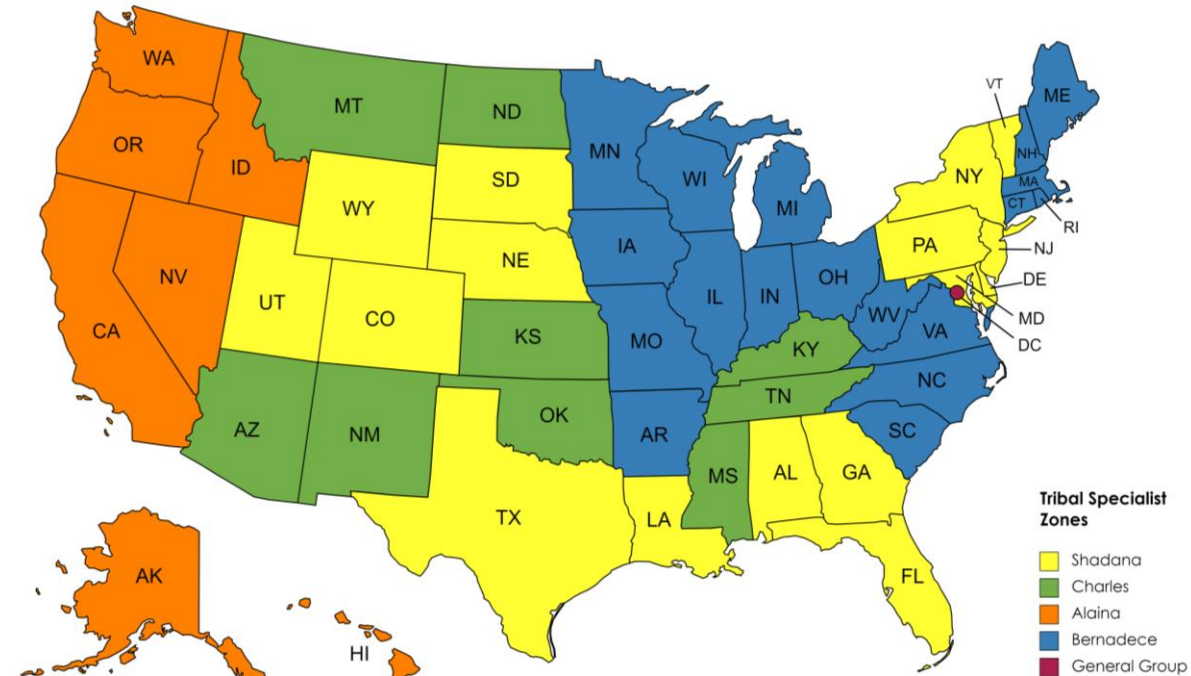 WA
MT
ND
OR
ID
MN
SD
WY
WI
MI
NE
IA
NV
UT
CO
CA
KS
MO
IL
IN
OH
WV
VA
KY
NC
TN
SC
AZ
NM
OK
AR
MS
AL
GA
TX
LA
FL
AK
HI
VT
ME
NH
NY
MA
CT
RI
PA
NJ
DE
MD
DC
Tribal Specialist
Zones
Shadana
Charles
Alaina
Bernadece
General Group